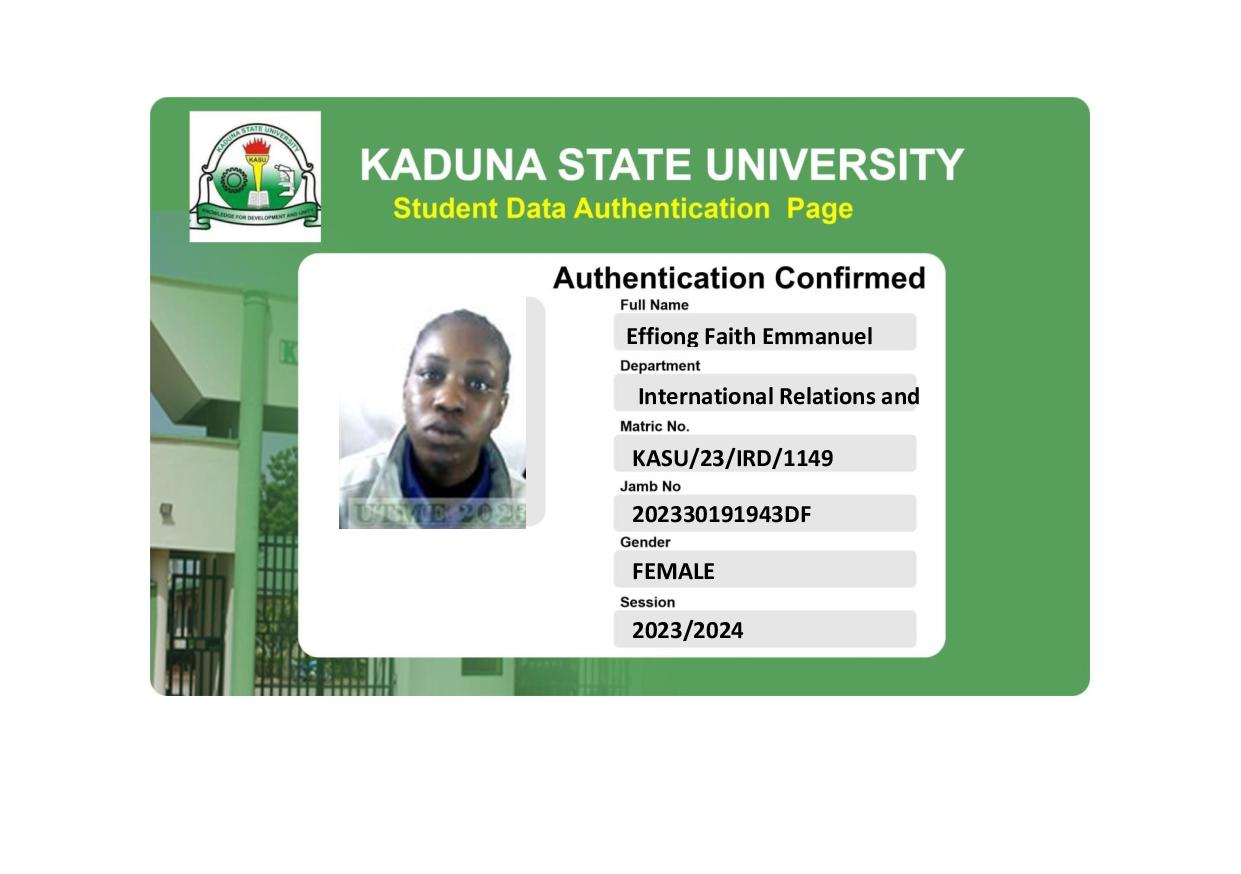 KADUNA STATE UNIVERSITY
KASU
KNOWLEDGE FOR DEVELOPMENT AND UNITY
KADUNA STATE UNIVERSITY
Student Data Authentication Page
Authentication Confirmed
Full Name
Effiong Faith Emmanuel
Department
International Relations and
Matric No.
KASU/23/IRD/1149
Jamb No
202330191943DF
Gender
FEMALE
Session
2023/2024
UTME 2023
K